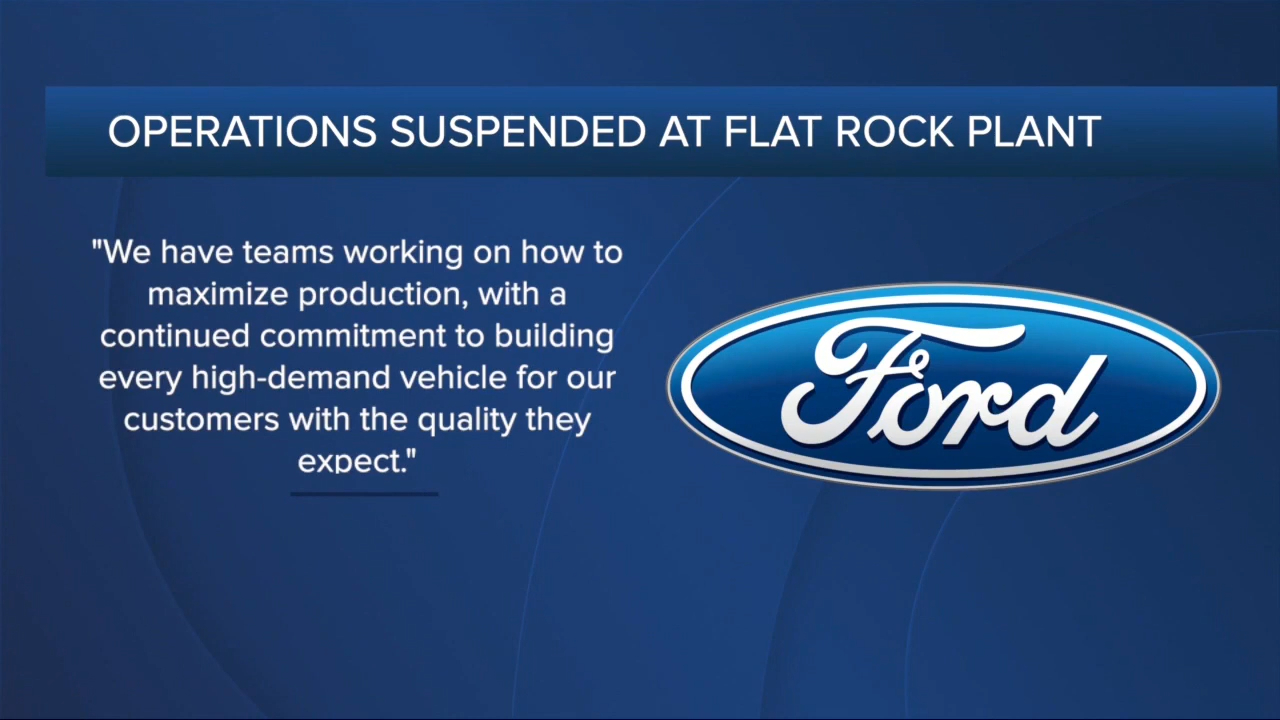 OPERATIONS SUSPENDED AT FLAT ROCK PLANT
"We have teams working on how to
maximize production, with a
continued commitment to building
every high-demand vehicle for our
customers with the quality they
expect."
Ford